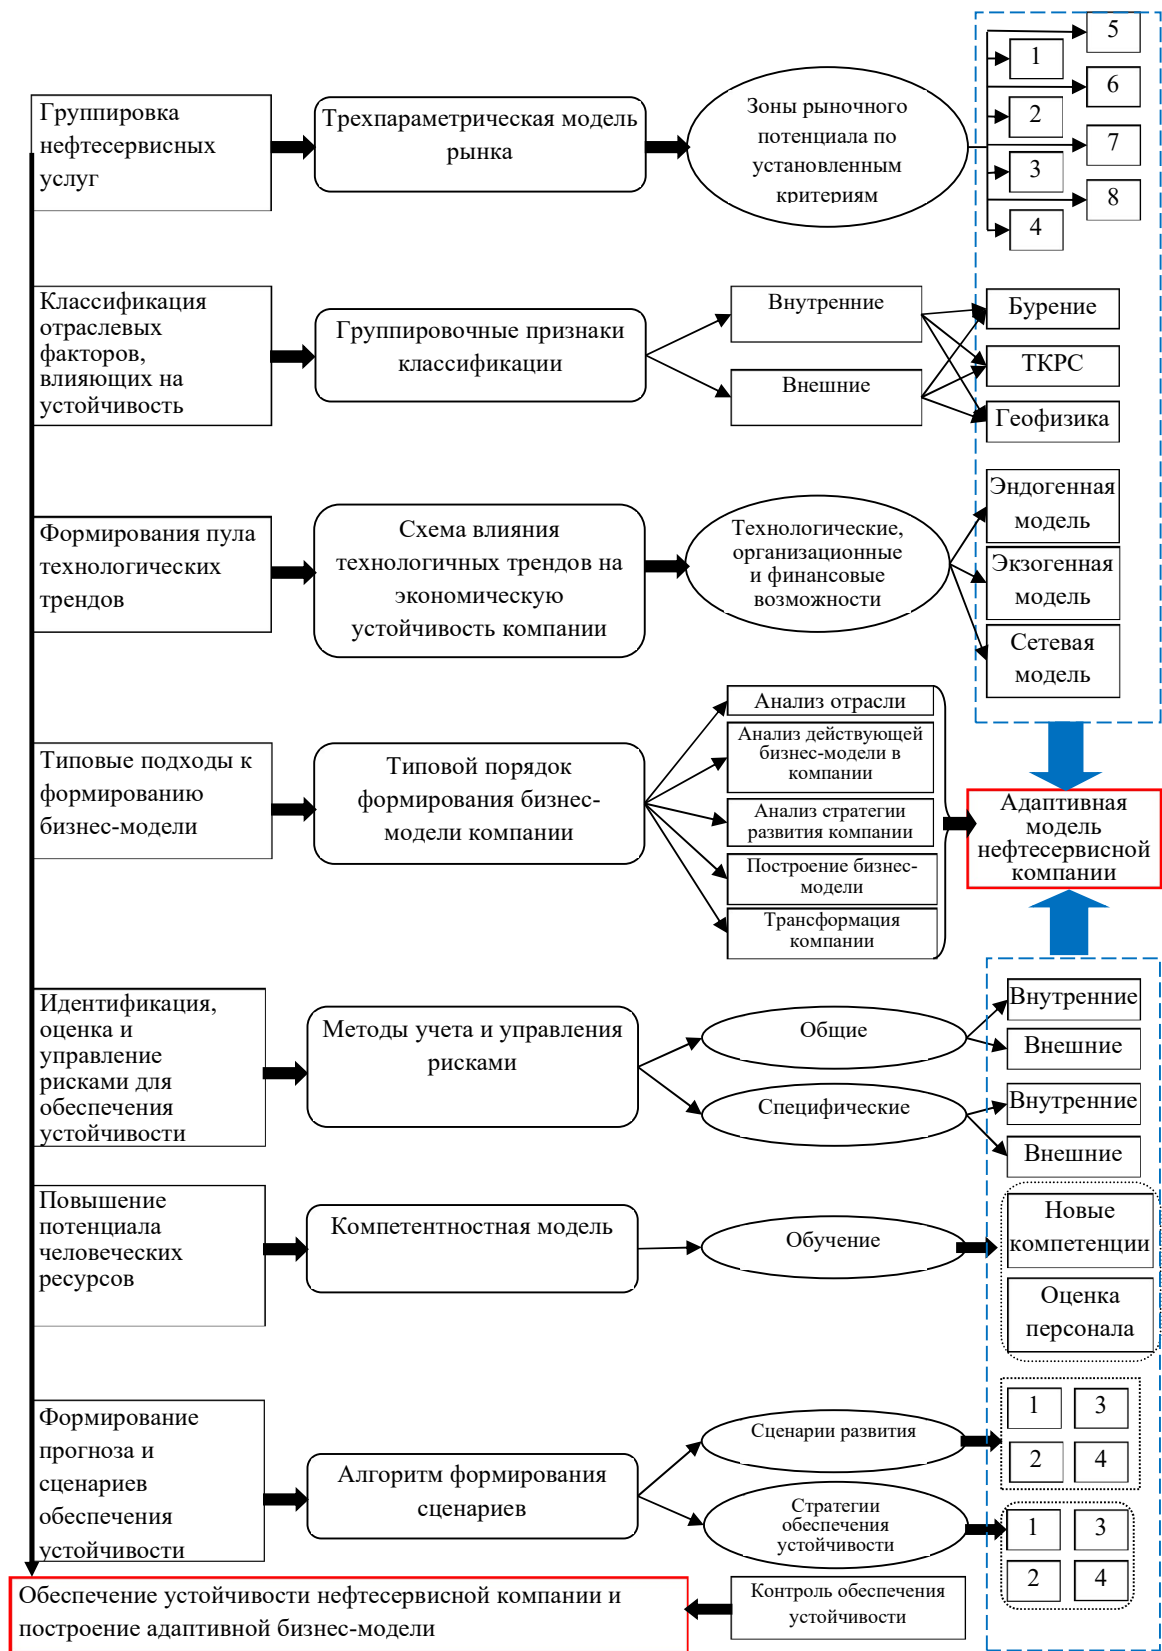 Группировка
нефтесервисных
услуг
Трехпараметрическая модель
рынка
Зоны рыночного
потенциала по
установленным
критериям
5
1
6
2
7
3
8
4
Классификация
отраслевых
факторов,
влияющих на
устойчивость
Группировочные признаки
классификации
Внутренние
Внешние
Бурение
ТКРС
Геофизика
Формирования пула
технологических
трендов
Схема влияния
технологичных трендов на
экономическую
устойчивость компании
Технологические,
организационные
и финансовые
возможности
Эндогенная
модель
Экзогенная
модель
Сетевая
модель
Типовые подходы к
формированию
бизнес-модели
Типовой порядок
формирования бизнес-
модели компании
Анализ отрасли
Анализ действующей
бизнес-модели в
компании
Анализ стратегии
развития компании
Построение бизнес-
модели
Трансформация
компании
Адаптивная
модель
нефтесервисной
компании
Идентификация,
оценка и
управление
рисками для
обеспечения
устойчивости
Методы учета и управления
рисками
Общие
Специфические
Внутренние
Внешние
Внутренние
Внешние
Повышение
потенциала
человеческих
ресурсов
Компетентностная модель
Обучение
Новые
компетенции
Оценка
персонала
Формирование
прогноза и
сценариев
обеспечения
устойчивости
Алгоритм формирования
сценариев
Сценарии развития
Стратегии
обеспечения
устойчивости
1 3
2 4
1 3
2 4
Обеспечение устойчивости нефтесервисной компании и
построение адаптивной бизнес-модели
Контроль обеспечения
устойчивости